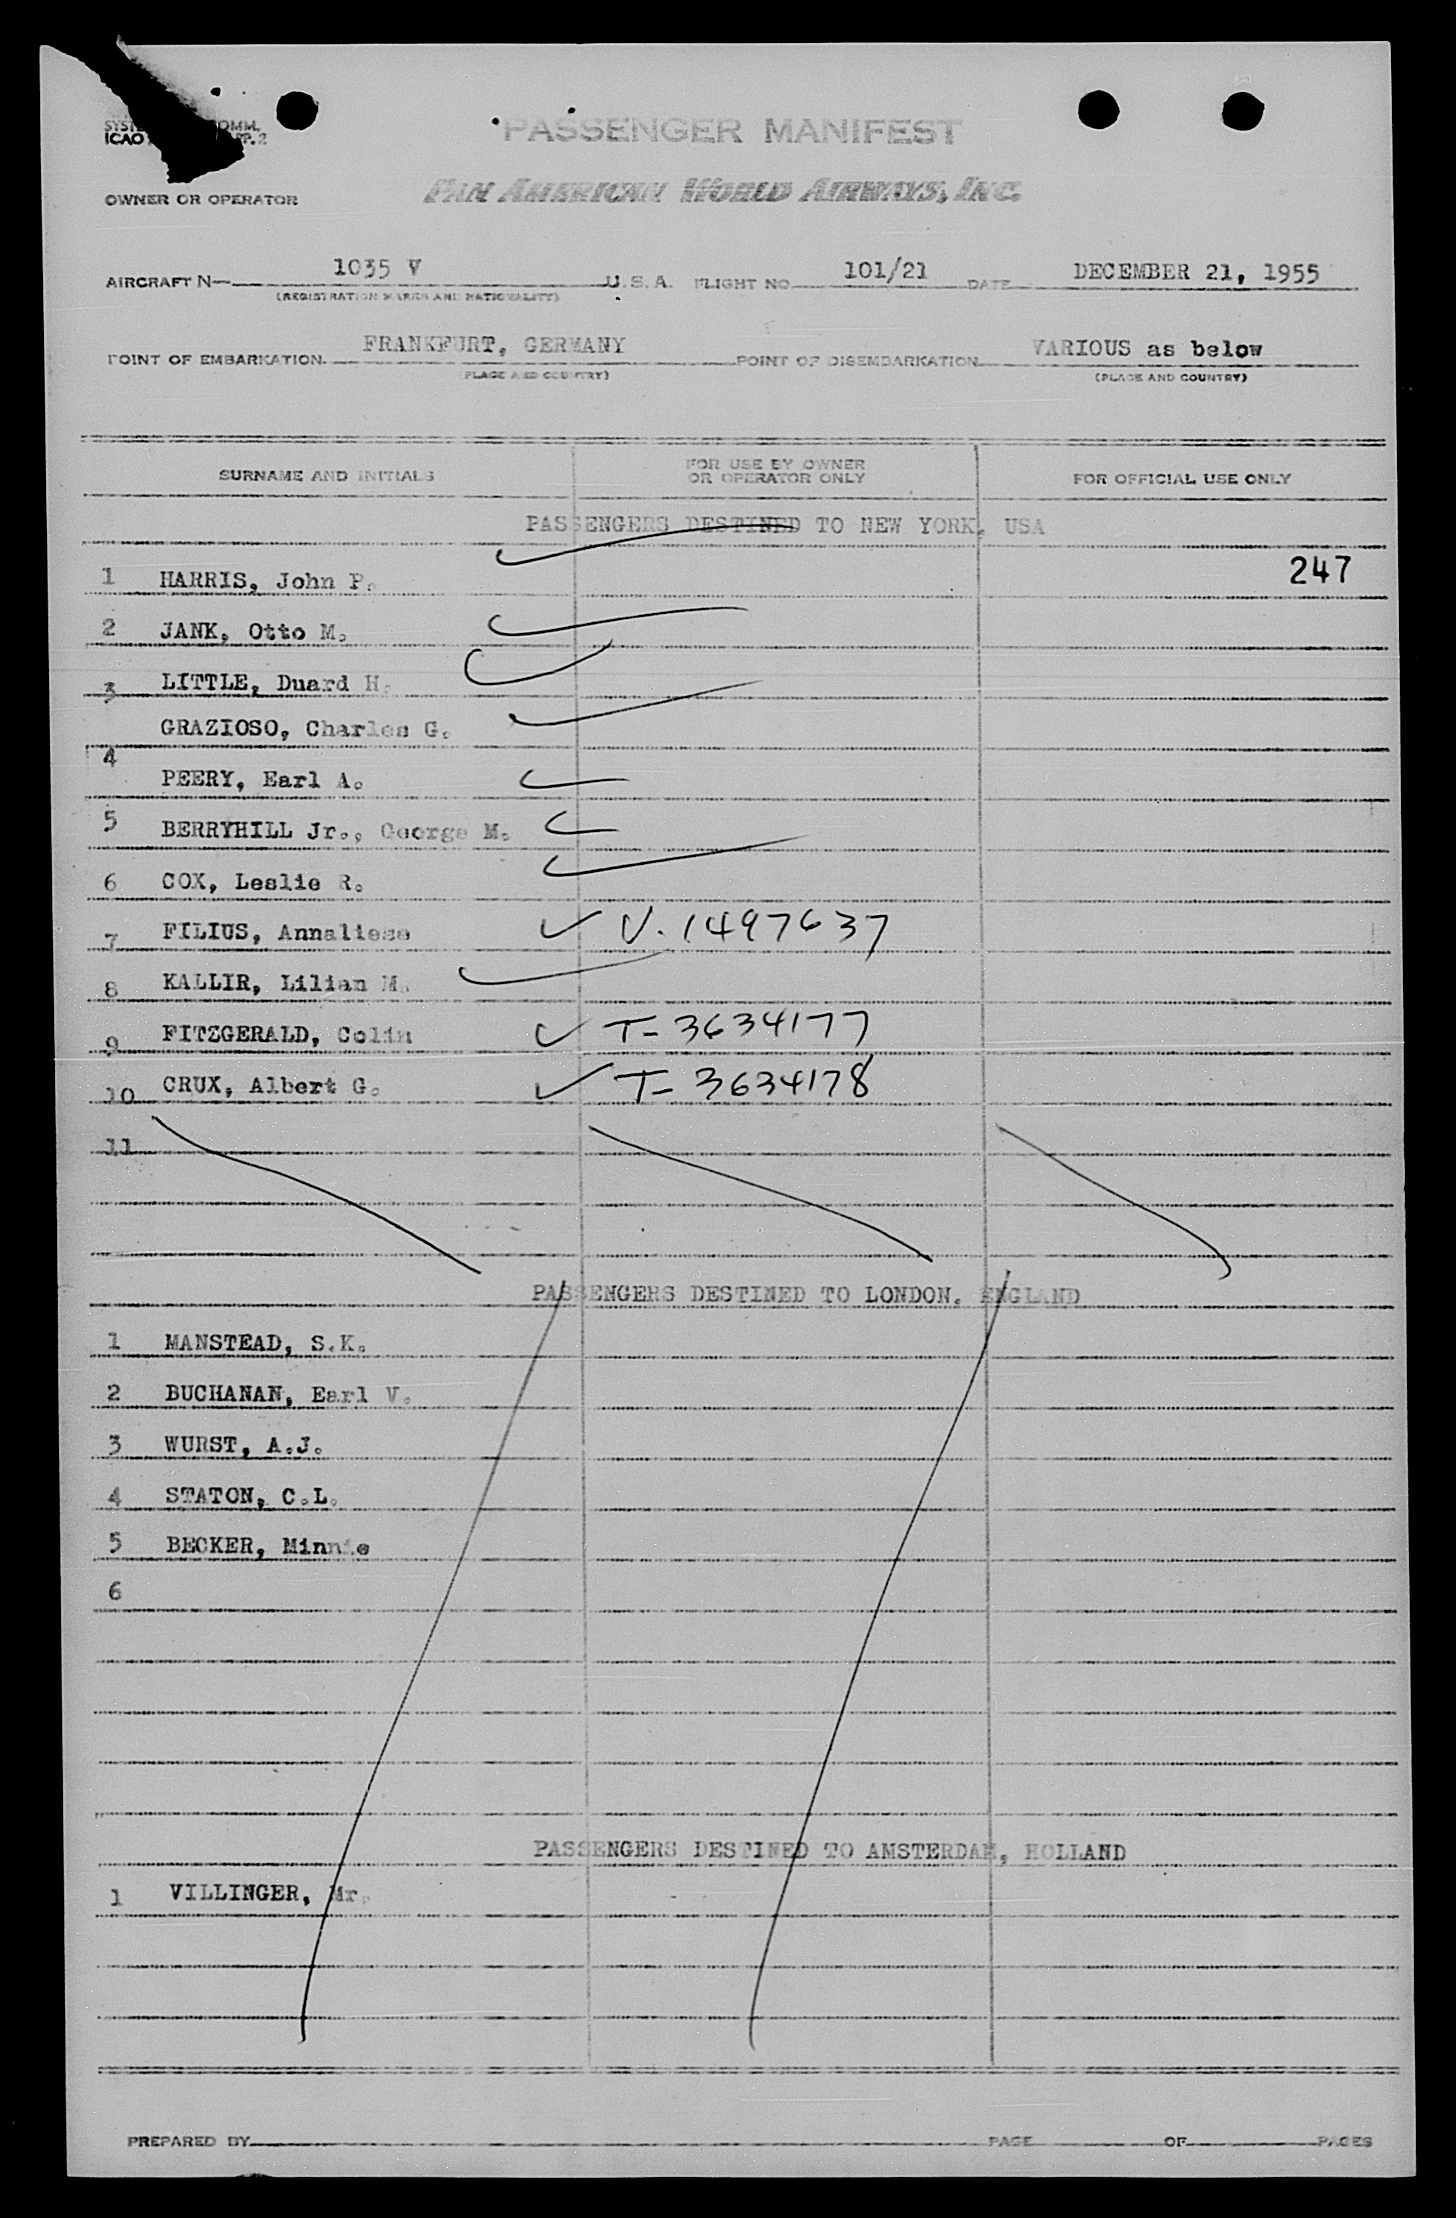 SYST COMM.
ICAO PP. 2
PASSENGER MANIFEST
OWNER OR OPERATOR PAN AMERICAN WORLD AIRWAYS, INC.
AIRCRAFT N— 1035 V U. S. A. FLIGHT NO. 101/21 DATE DECEMBER 21, 1955
(REGISTRATION MARKS AND NATIONALITY)
POINT OF EMBARKATION FRANKFURT, GERMANY POINT OF DISEMBARKATION VARIOUS as below
(PLACE AND COUNTRY) (PLACE AND COUNTRY)
SURNAME AND INITIALS FOR USE BY OWNER OR OPERATOR ONLY FOR OFFICIAL USE ONLY
PASSENGERS DESTINED TO NEW YORK, USA
1 HARRIS, John P. 247
2 JANK, Otto M.
3 LITTLE, Duard H.
GRAZIOSO, Charles G.
4
PEERY, Earl A.
5 BERRYHILL Jr., George M.
6 COX, Leslie R.
7 FILIUS, Annaliese ✓ V. 1497637
8 KALLIR, Lilian M.
9 FITZGERALD, Colin ✓ T- 3634177
10 CRUX, Albert G. ✓ T- 3634178
11
PASSENGERS DESTINED TO LONDON. ENGLAND
1 MANSTEAD, S.K.
2 BUCHANAN, Earl V.
3 WURST, A.J.
4 STATON, C.L.
5 BECKER, Minnie
6
PASSENGERS DESTINED TO AMSTERDAM, HOLLAND
1 VILLINGER, Mr.
PREPARED BY PAGE OF PAGES